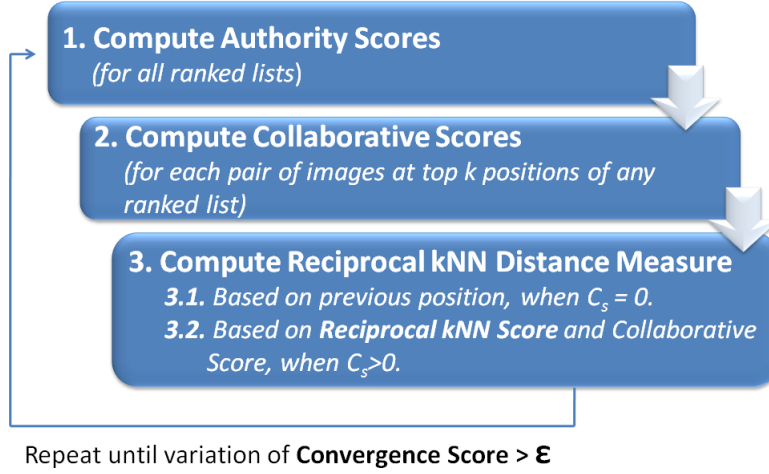 1. Compute Authority Scores
(for all ranked lists)
2. Compute Collaborative Scores
(for each pair of images at top k positions of any
ranked list)
3. Compute Reciprocal kNN Distance Measure
3.1. Based on previous position, when Cs = 0.
3.2. Based on Reciprocal kNN Score and Collaborative
Score, when Cs>0.
Repeat until variation of Convergence Score > ε